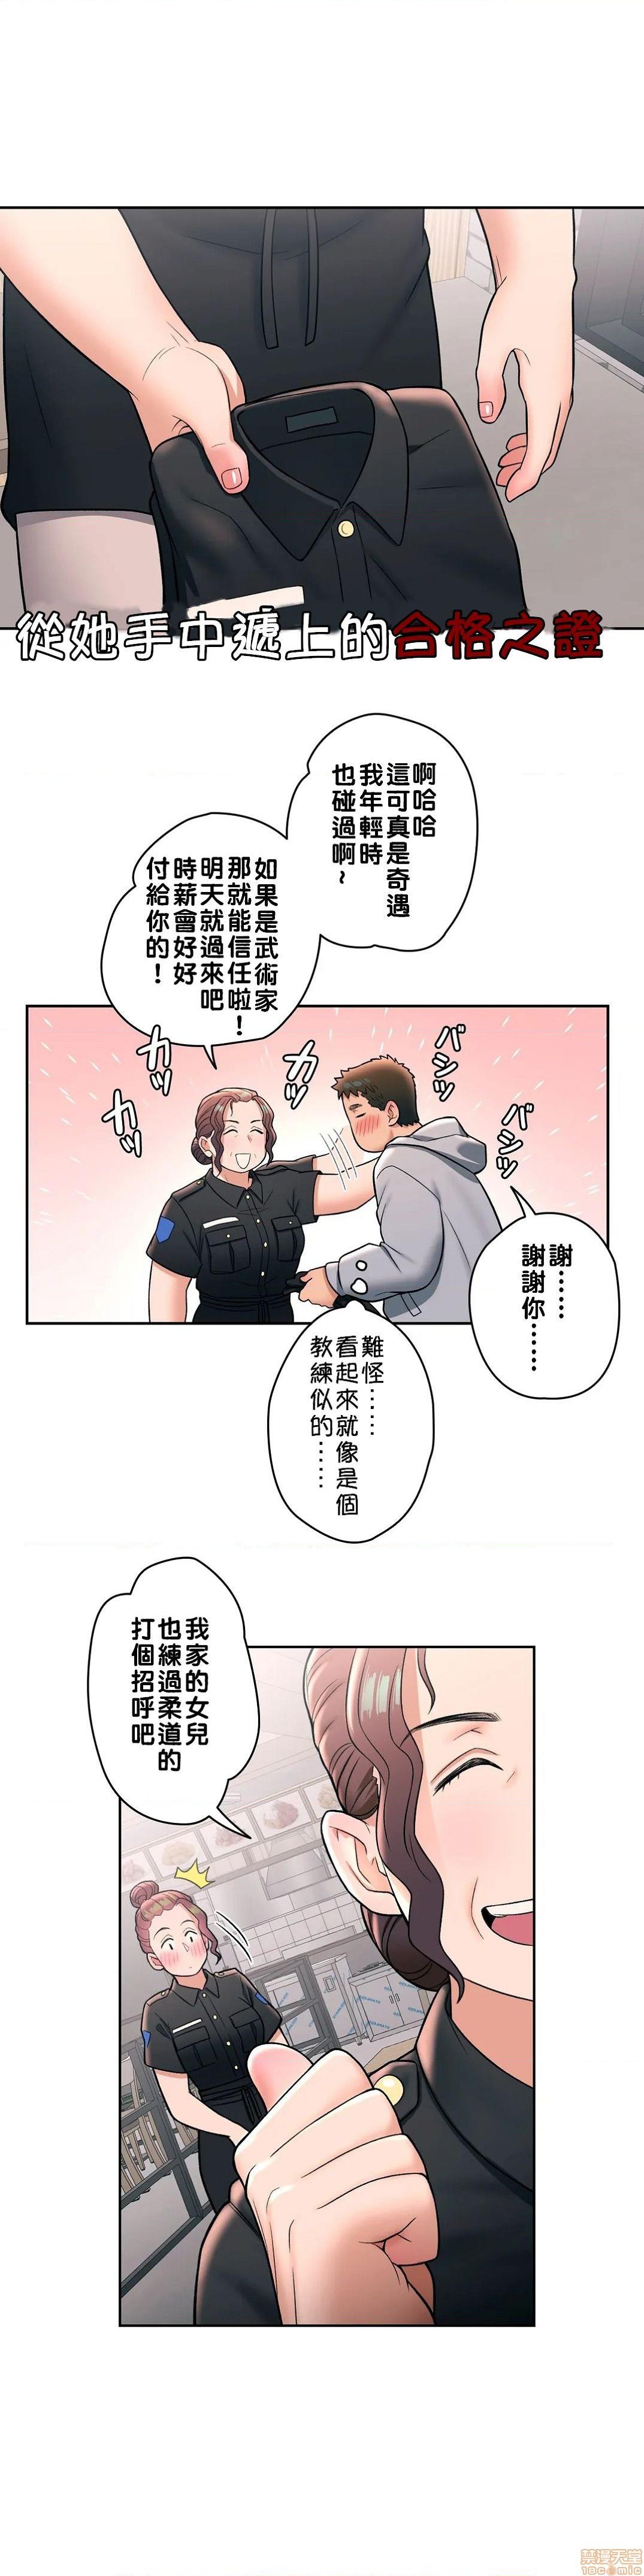 從她手中遞上的合格之證
啊哈哈
這可真是奇遇
我年輕時
也碰過啊~
如果是武術家
那就能信任啦！
明天就過來吧
時薪會好好
付給你的！
カッ
カッ
カッ
バシッ
バシッ
謝……
謝謝你……
難怪……
看起來就像是個
教練似的……
我家的女兒
也練過柔道的
打個招呼吧
禁漫天堂
18comic